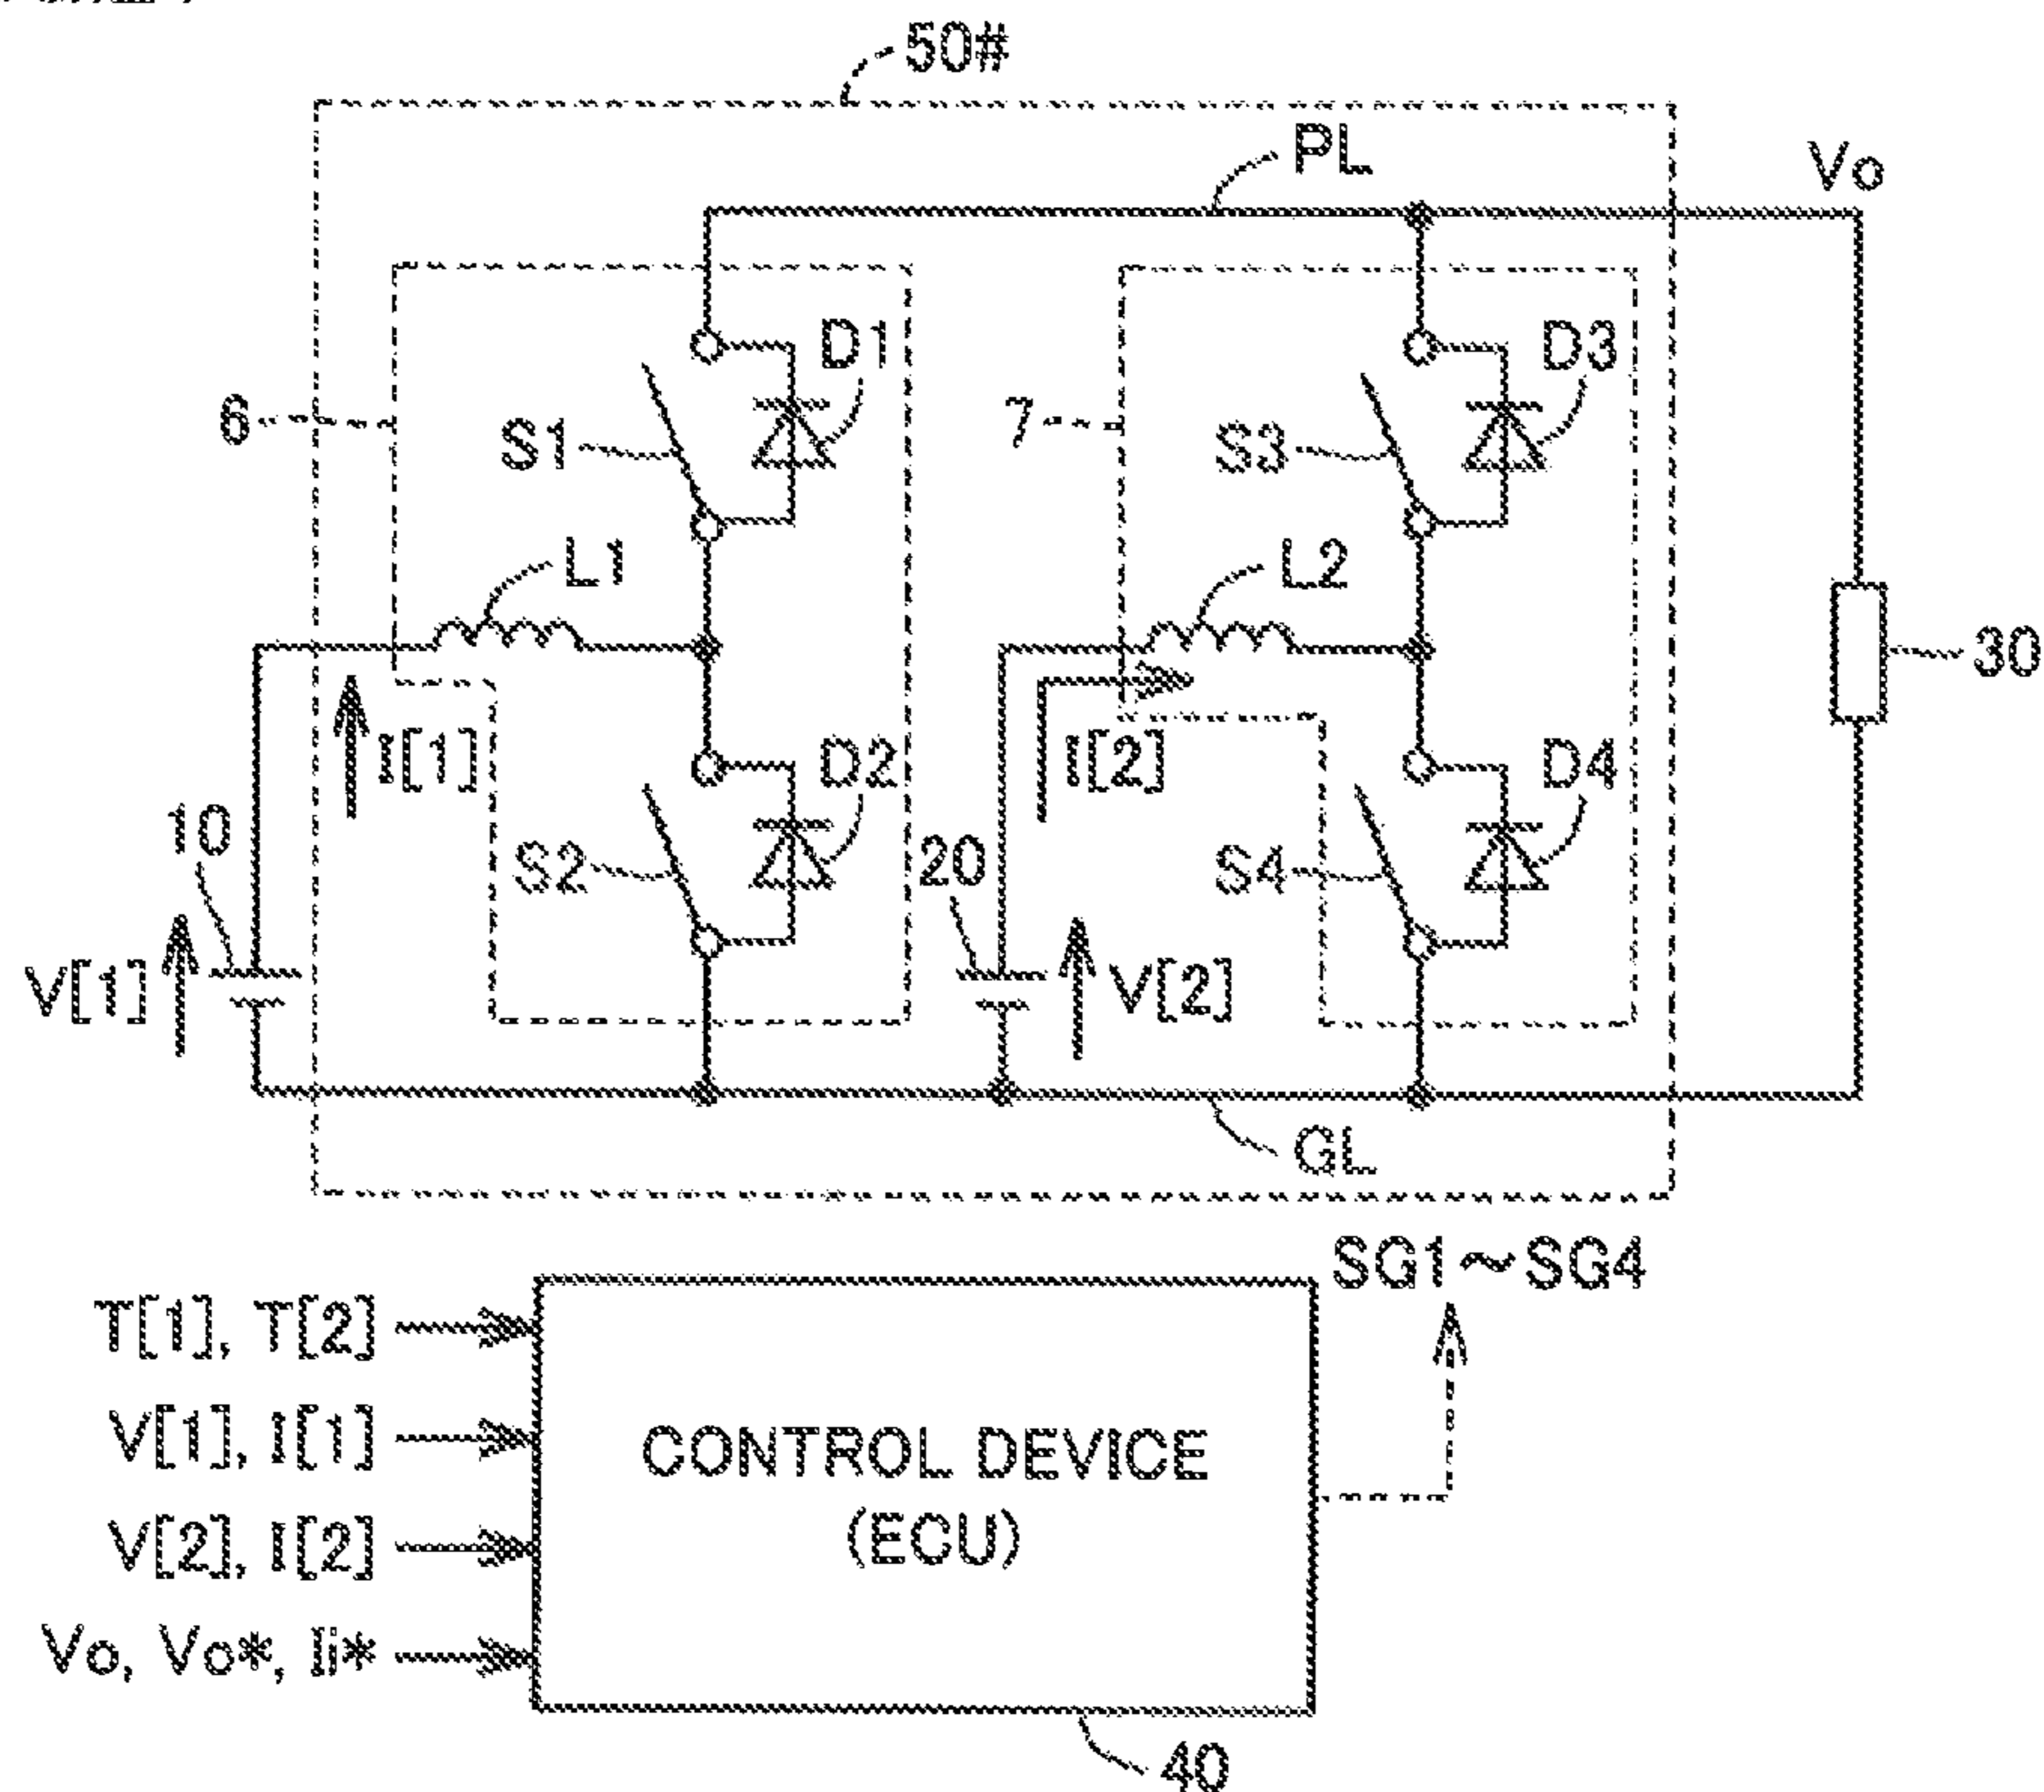 50#
PL
Vo
D1
D3
6
S1
7
S3
L1
L2
30
I[1]
D2
I[2]
D4
10
S2
20
S4
V[1]
V[2]
GL
SG1~SG4
T[1], T[2]
V[1], I[1]
V[2], I[2]
Vo, Vo*, Ii*
CONTROL DEVICE
(ECU)
40